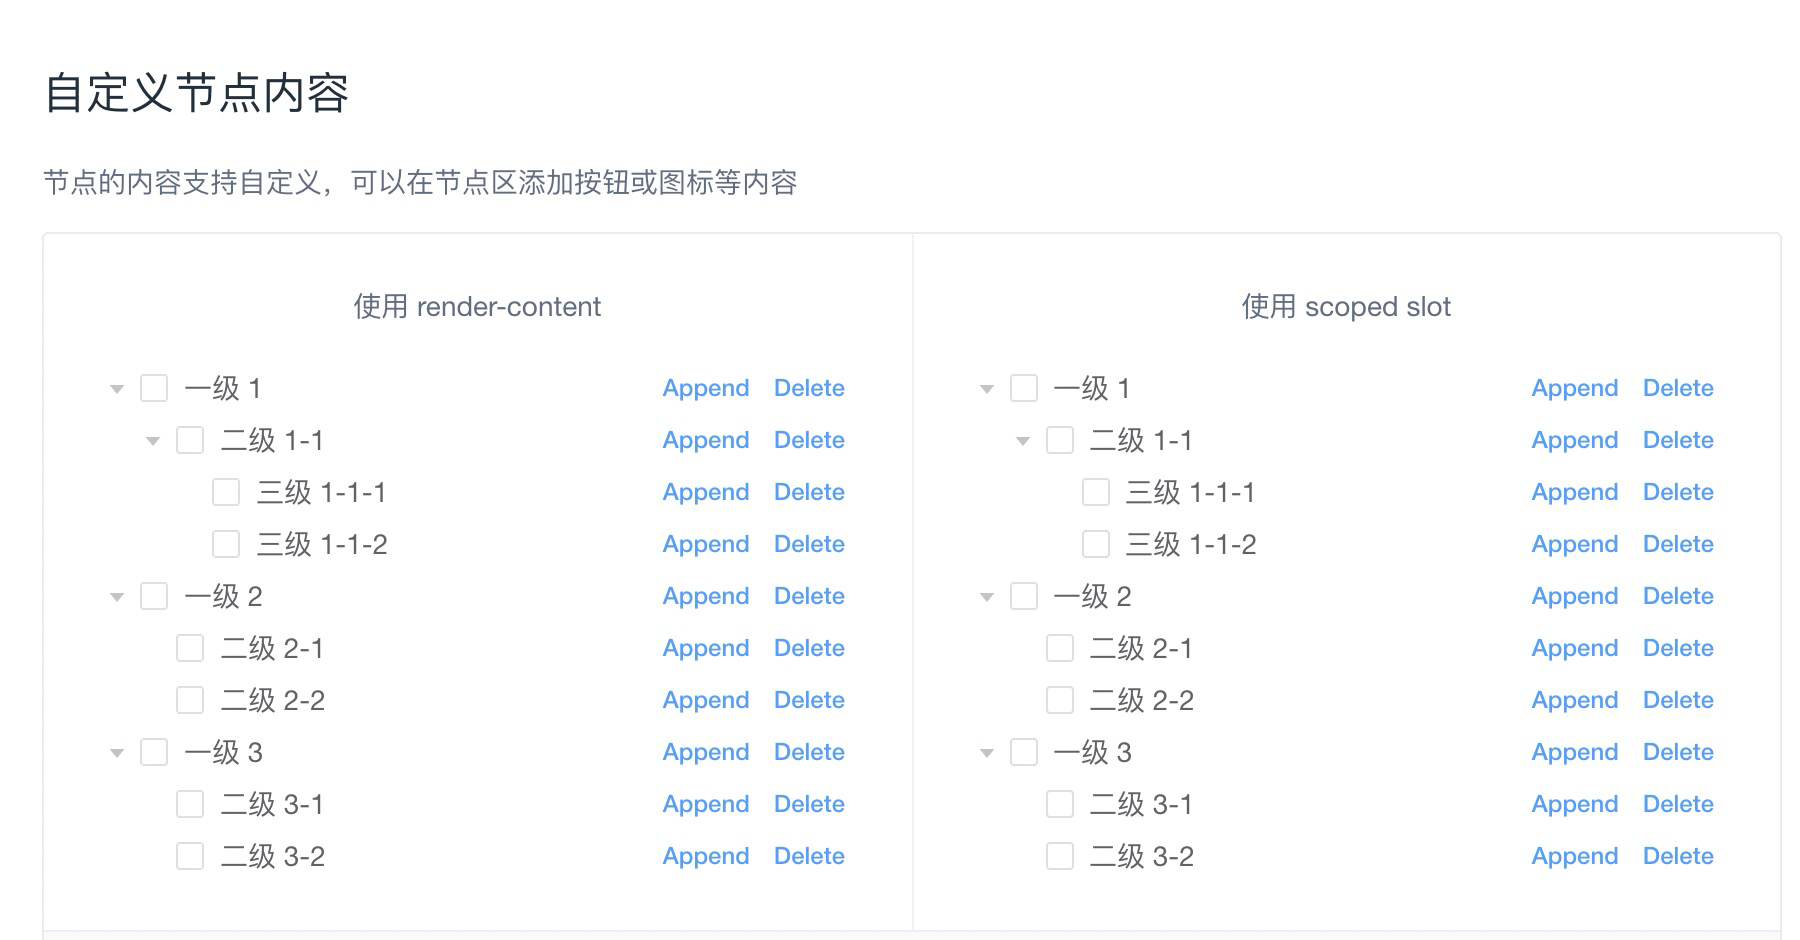 自定义节点内容
节点的内容支持自定义，可以在节点区添加按钮或图标等内容
使用 render-content
一级 1 Append Delete
二级 1-1 Append Delete
三级 1-1-1 Append Delete
三级 1-1-2 Append Delete
一级 2 Append Delete
二级 2-1 Append Delete
二级 2-2 Append Delete
一级 3 Append Delete
二级 3-1 Append Delete
二级 3-2 Append Delete
使用 scoped slot
一级 1 Append Delete
二级 1-1 Append Delete
三级 1-1-1 Append Delete
三级 1-1-2 Append Delete
一级 2 Append Delete
二级 2-1 Append Delete
二级 2-2 Append Delete
一级 3 Append Delete
二级 3-1 Append Delete
二级 3-2 Append Delete